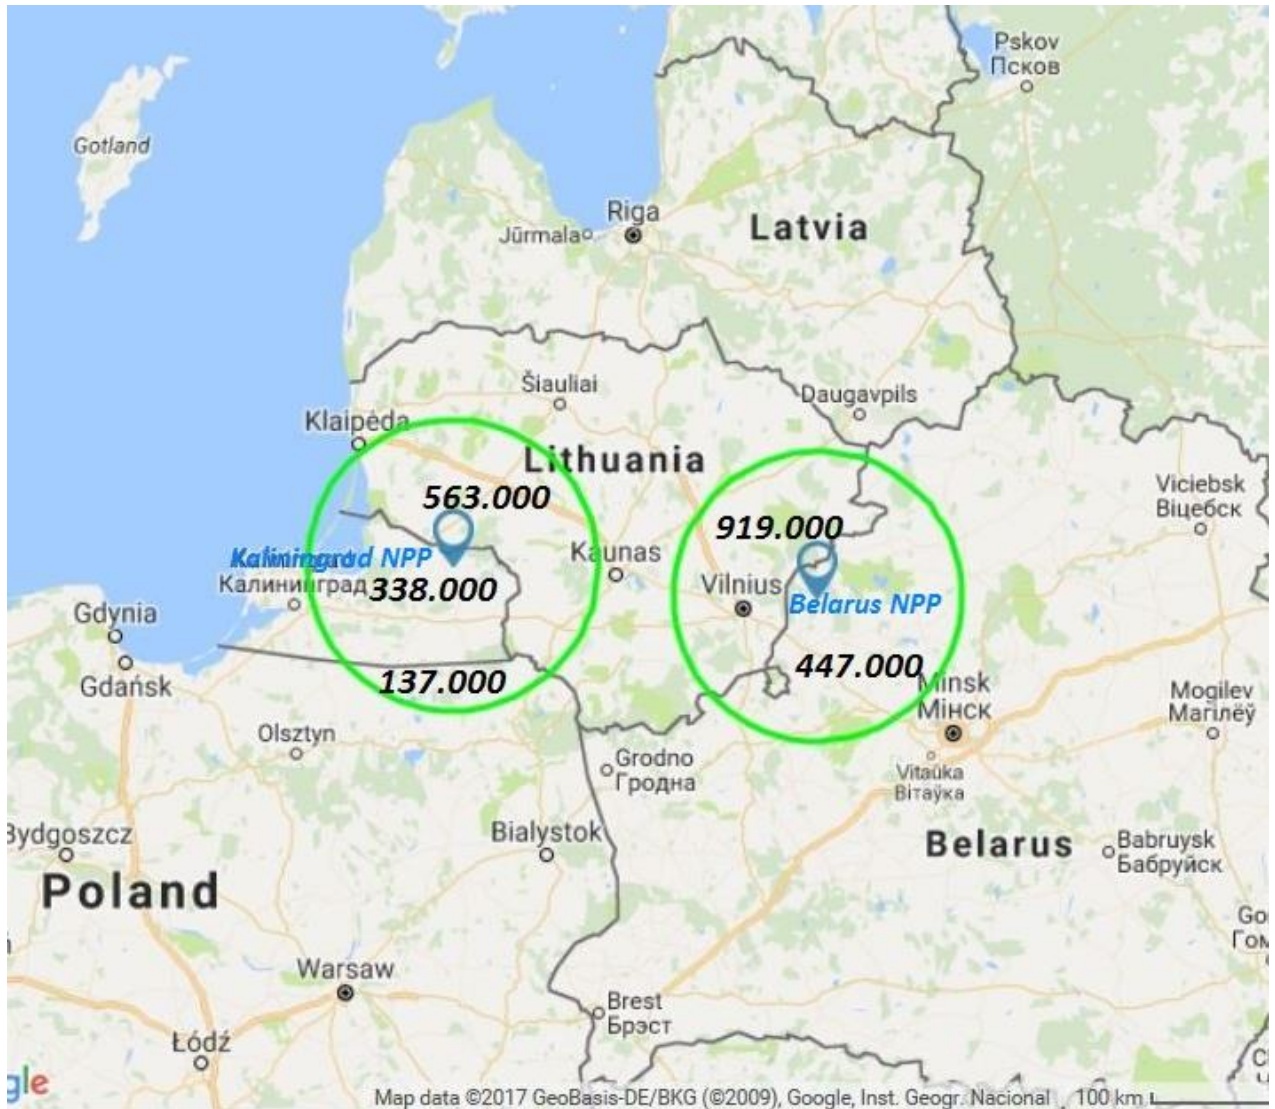 Pskov
Псков
Gotland
Riga
Jūrmala
Latvia
Šiauliai
Daugavpils
Klaipėda
Lithuania
Viciebsk
Віцебск
563.000
919.000
Kaliningrad NPP
Kaunas
Калининград
338.000
Vilnius
Belarus NPP
Gdynia
Gdańsk
137.000
447.000
Minsk
Мінск
Mogilev
Магілёў
Olsztyn
Grodno
Гродна
Vitaŭka
Вітаўка
Bydgoszcz
Bialystok
Belarus
Babruysk
Бабруйск
Poland
Warsaw
Brest
Брэст
Łódź
gle
Map data ©2017 GeoBasis-DE/BKG (©2009), Google, Inst. Geogr. Nacional
100 km